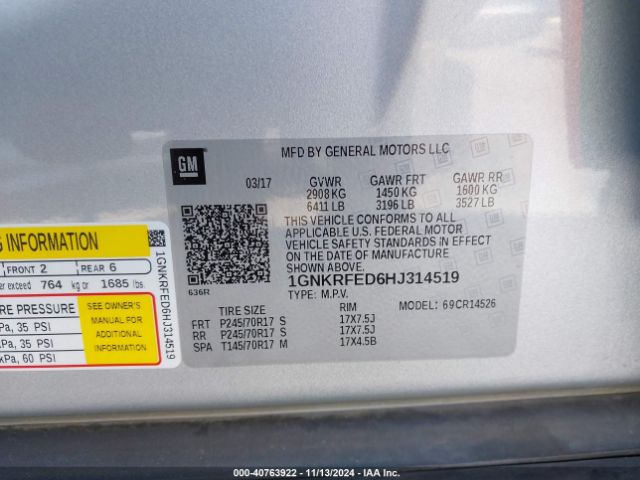 GM
MFD BY GENERAL MOTORS LLC
03/17 GVWR GAWR FRT GAWR RR
2908 KG 1450 KG 1600 KG
6411 LB 3196 LB 3527 LB
THIS VEHICLE CONFORMS TO ALL
APPLICABLE U.S. FEDERAL MOTOR
VEHICLE SAFETY STANDARDS IN EFFECT
ON THE DATE OF MANUFACTURE
SHOWN ABOVE.
1GNKRFED6HJ314519
TYPE: M.P.V.
636R
MODEL: 69CR14526
TIRE SIZE RIM
FRT P245/70R17 S 17X7.5J
RR P245/70R17 S 17X7.5J
SPA T145/70R17 M 17X4.5B
INFORMATION
FRONT 2 REAR 6
exceed 764 kg or 1685 lbs.
PRESSURE
SEE OWNER'S
MANUAL FOR
ADDITIONAL
INFORMATION
35 PSI
35 PSI
kPa, 60 PSI
1GNKRFED6HJ314519
000-40763922 - 11/13/2024 - IAA Inc.